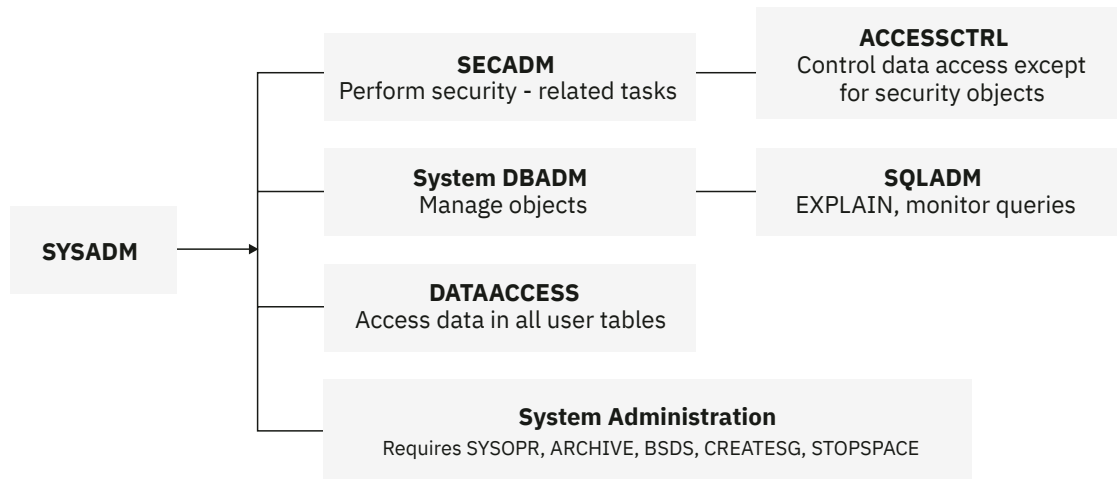 SYSADM
SECADM
Perform security - related tasks
ACCESSCTRL
Control data access except
for security objects
System DBADM
Manage objects
SQLADM
EXPLAIN, monitor queries
DATAACCESS
Access data in all user tables
System Administration
Requires SYSOPR, ARCHIVE, BSDS, CREATESG, STOPSPACE